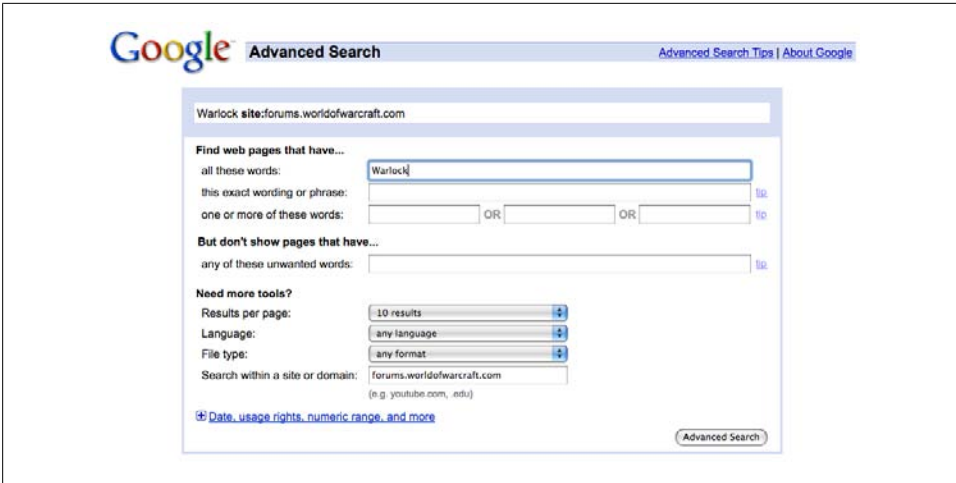 Google Advanced Search Advanced Search Tips | About Google
Warlock site:forums.worldofwarcraft.com
Find web pages that have...
all these words: Warlock
this exact wording or phrase: tip
one or more of these words: OR OR tip
But don't show pages that have...
any of these unwanted words: tip
Need more tools?
Results per page: 10 results
Language: any language
File type: any format
Search within a site or domain: forums.worldofwarcraft.com
(e.g. youtube.com, .edu)
Date, usage rights, numeric range, and more
Advanced Search